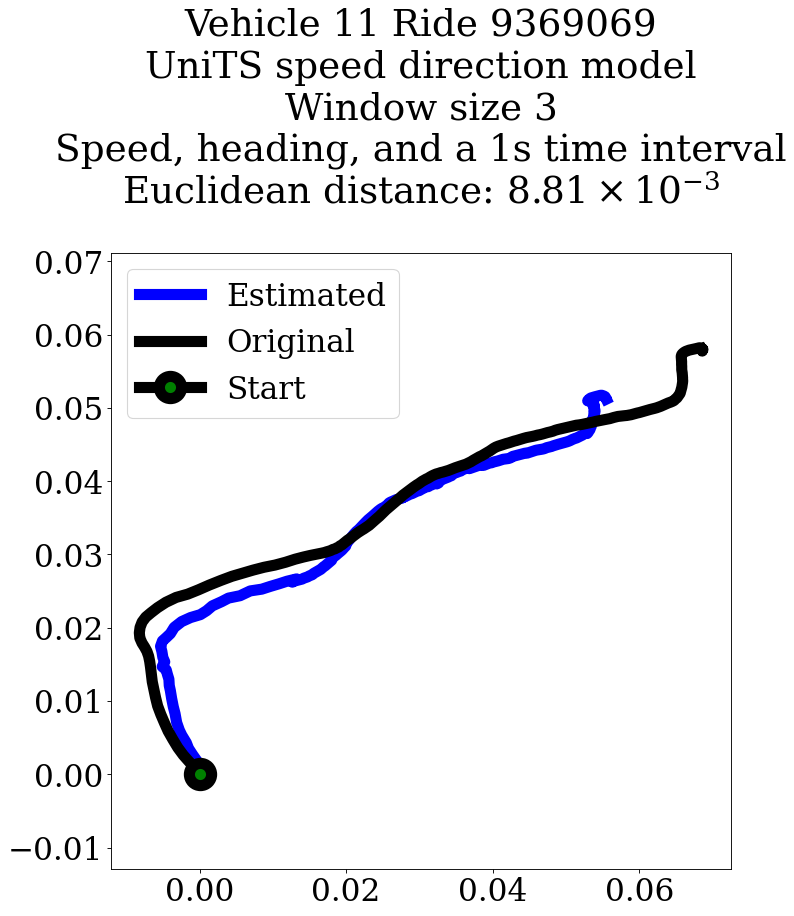 Vehicle 11 Ride 9369069
UniTS speed direction model
Window size 3
Speed, heading, and a 1s time interval
Euclidean distance: 8.81 × 10⁻³
0.07
0.06
0.05
0.04
0.03
0.02
0.01
0.00
−0.01
Estimated
Original
Start
0.00 0.02 0.04 0.06